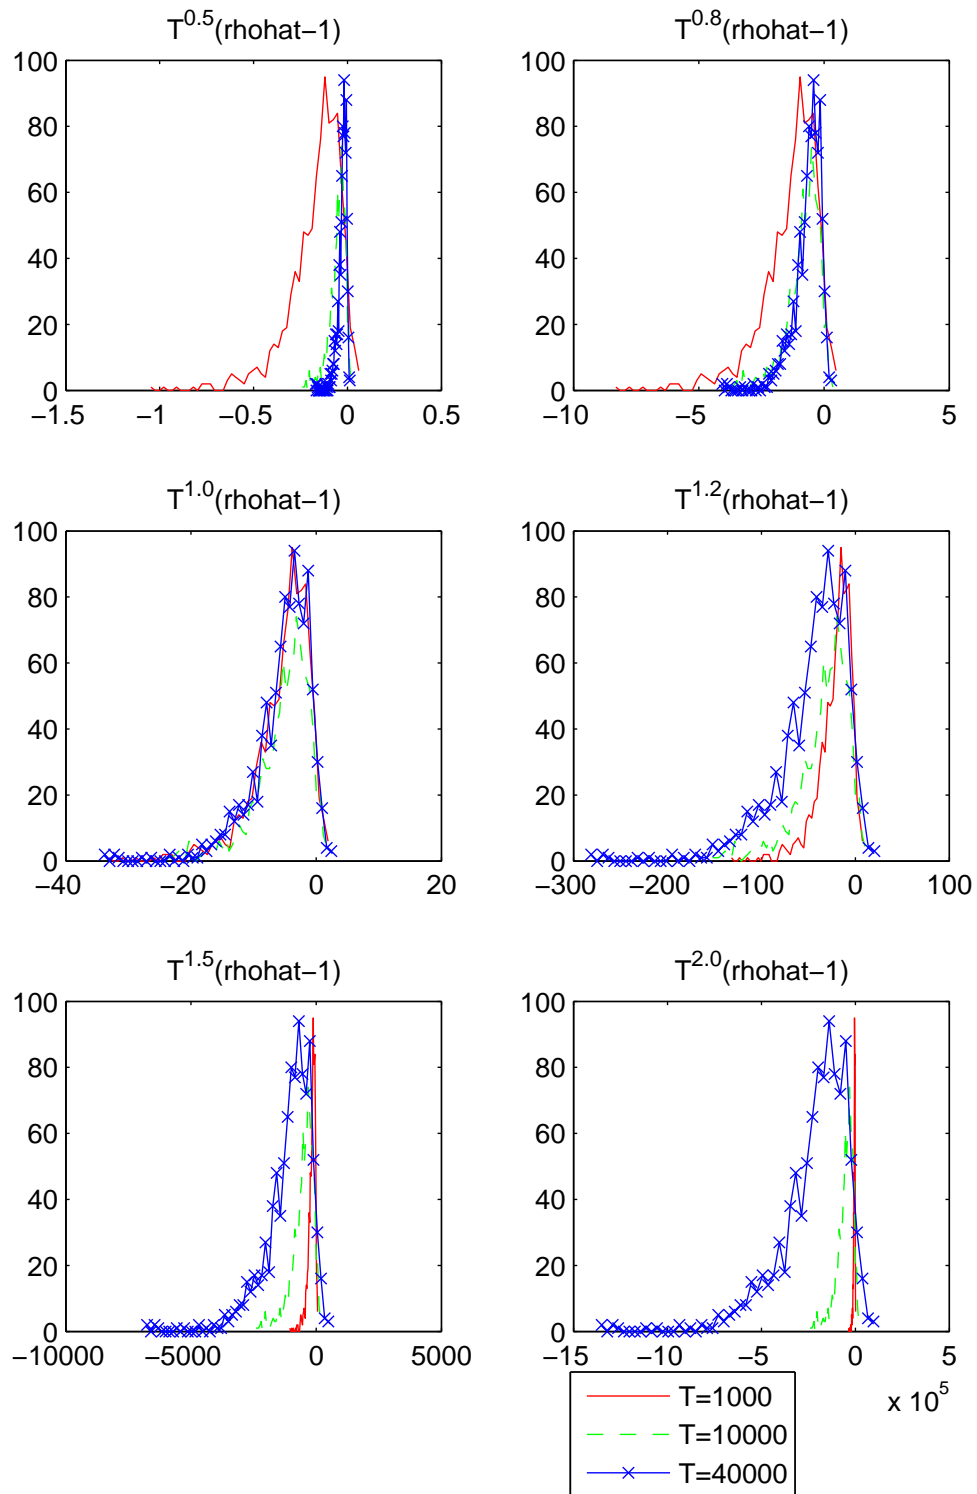 T^0.5(rhohat−1)
100
80
60
40
20
0
−1.5 −1 −0.5 0 0.5
T^0.8(rhohat−1)
100
80
60
40
20
0
−10 −5 0 5
T^1.0(rhohat−1)
100
80
60
40
20
0
−40 −20 0 20
T^1.2(rhohat−1)
100
80
60
40
20
0
−300 −200 −100 0 100
T^1.5(rhohat−1)
100
80
60
40
20
0
−10000 −5000 0 5000
T^2.0(rhohat−1)
100
80
60
40
20
0
−15 −10 −5 0 5
x 10^5
T=1000
T=10000
T=40000